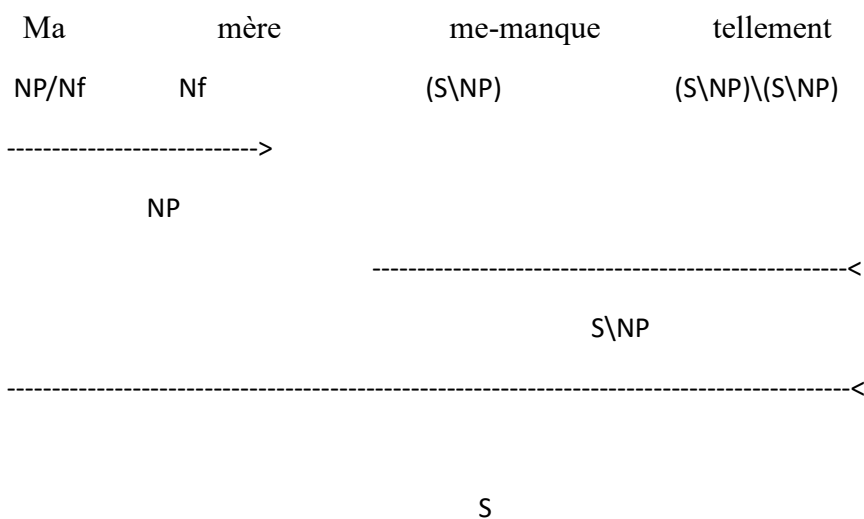 Ma mère me-manque tellement
NP/Nf Nf (S\NP) (S\NP)\(S\NP)
---------------------------->
NP
---------------------------------------------------<
S\NP
-------------------------------------------------------------------------------------------<
S